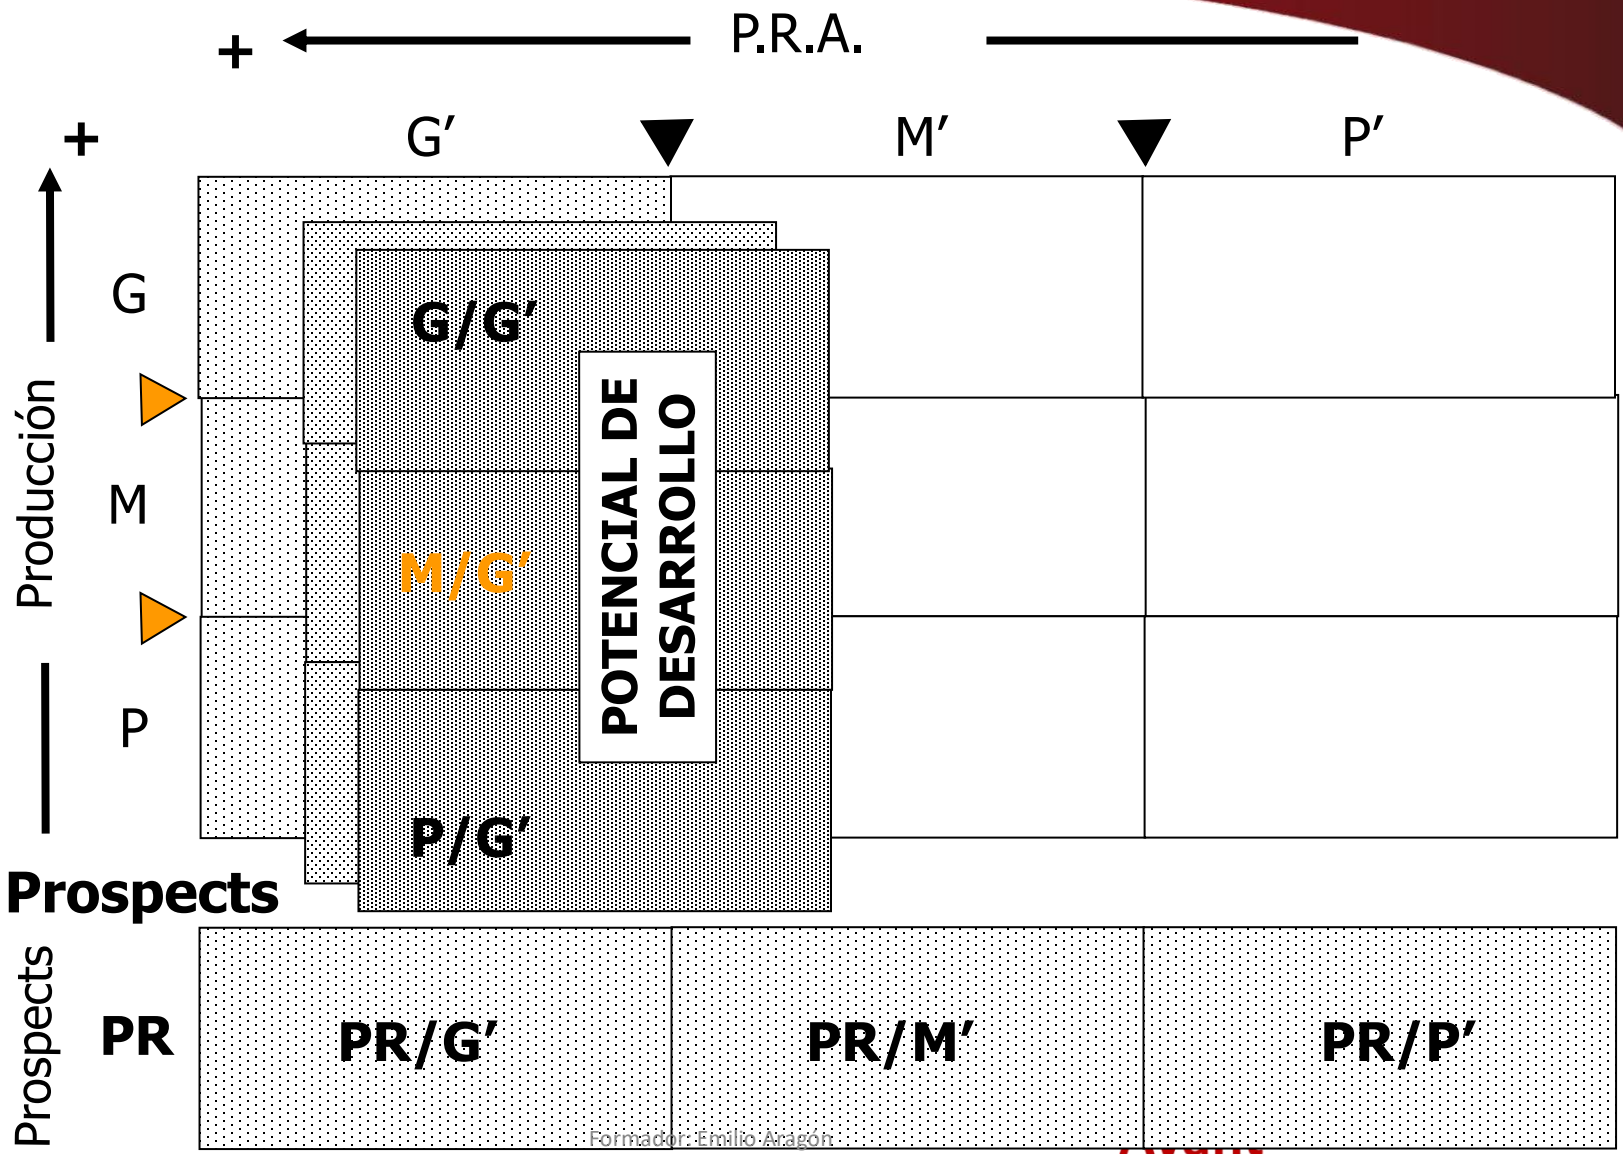 + P.R.A.
+ G′ M′ P′
G
G/G′
Producción
POTENCIAL DE
DESARROLLO
M
M/G′
P
P/G′
Prospects
Prospects
PR PR/G′ PR/M′ PR/P′
Formador: Emilio Aragón